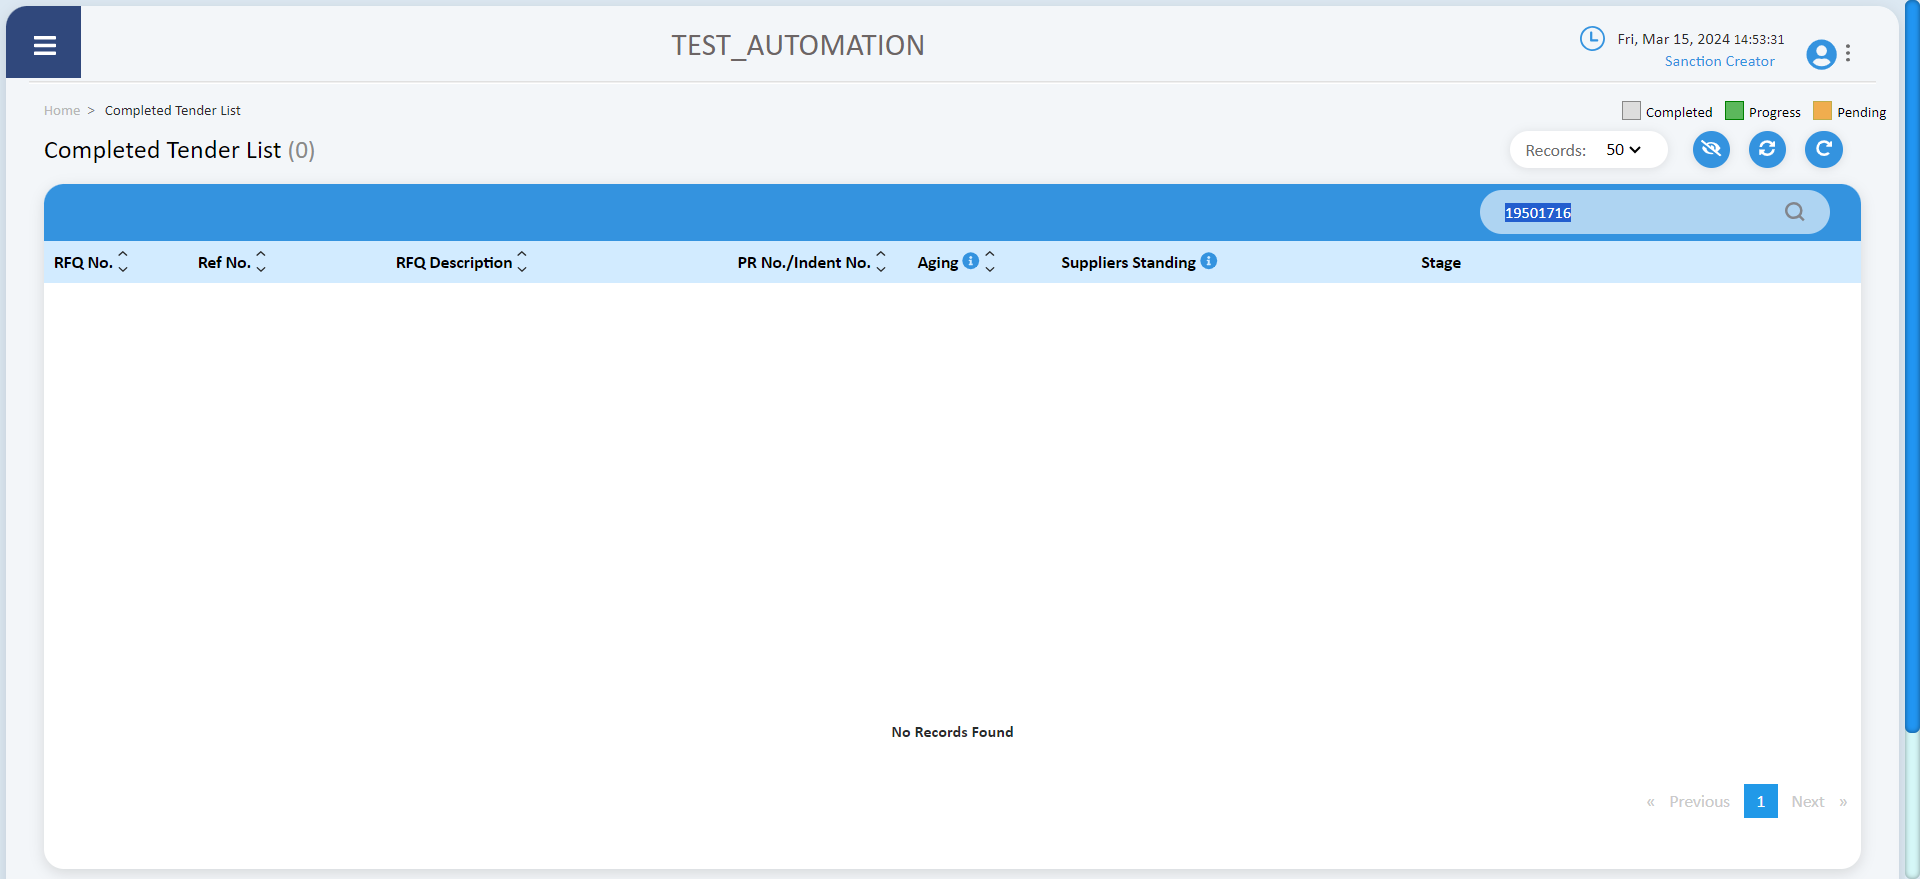 TEST_AUTOMATION
Fri, Mar 15, 2024 14:53:31
Sanction Creator
Home > Completed Tender List
Completed Progress Pending
Completed Tender List (0)
Records: 50
19501716
RFQ No. Ref No. RFQ Description PR No./Indent No. Aging Suppliers Standing Stage
No Records Found
« Previous 1 Next »